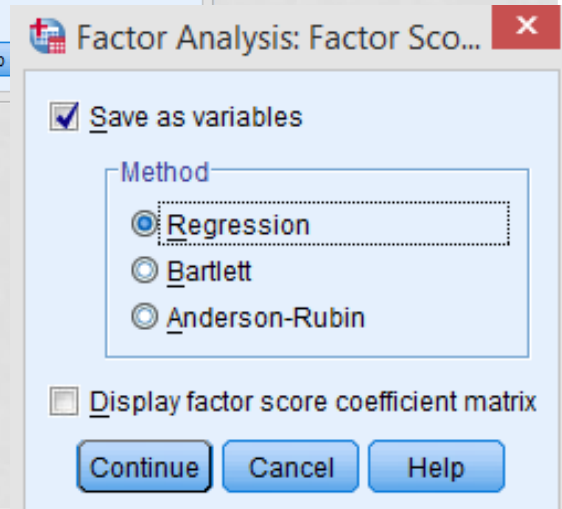 Factor Analysis: Factor Sco...
Save as variables
Method
Regression
Bartlett
Anderson-Rubin
Display factor score coefficient matrix
Continue Cancel Help